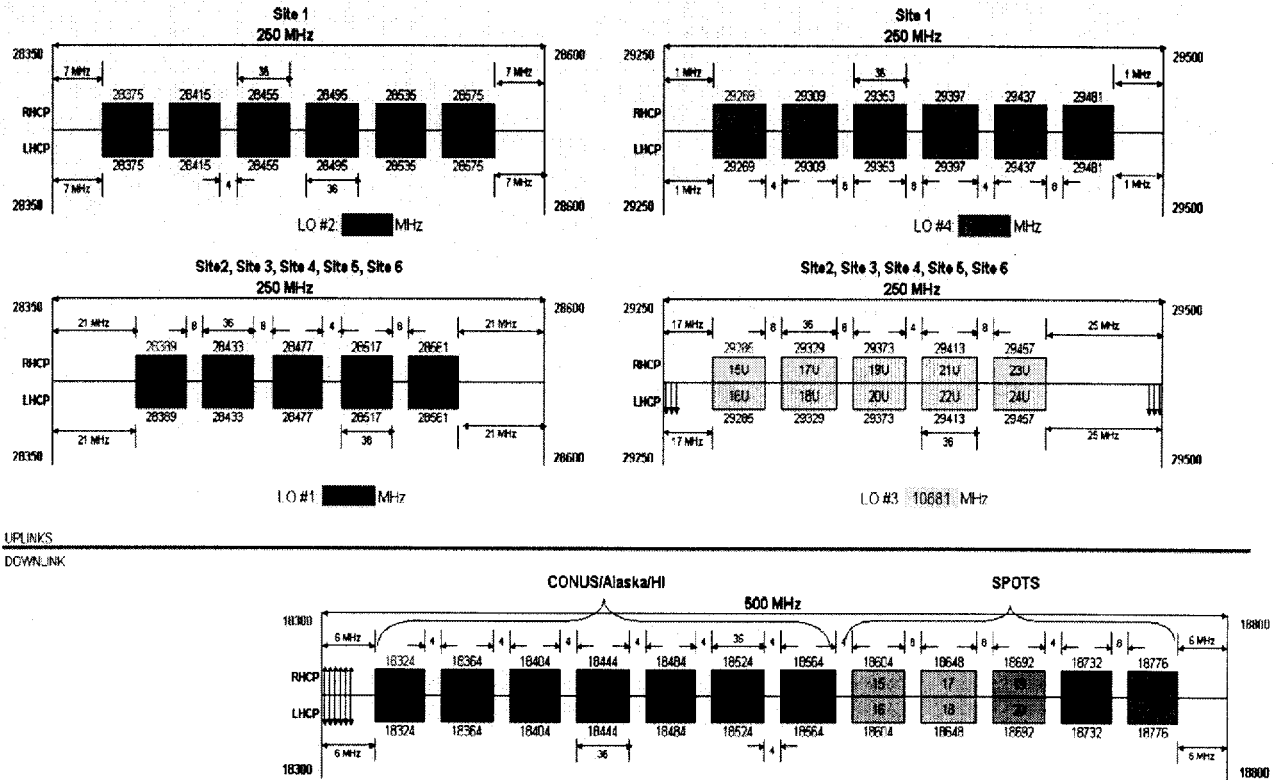 Site 1
250 MHz
28350
28600
7 MHz
36
7 MHz
28375 28415 28455 28495 28535 28575
RHCP
LHCP
28375 28415 28455 28495 28535 28575
7 MHz
4
36
7 MHz
28350
28600
LO #2: MHz
Site 1
250 MHz
29250
29500
1 MHz
36
1 MHz
29269 29309 29353 29397 29437 29481
RHCP
LHCP
29269 29309 29353 29397 29437 29481
1 MHz
4 8 8 4 8
1 MHz
29250
29500
LO #4: MHz
Site2, Site 3, Site 4, Site 5, Site 6
250 MHz
28350
28600
21 MHz
8 36 8 4 8
21 MHz
28389 28433 28477 28517 28561
RHCP
LHCP
28389 28433 28477 28517 28561
21 MHz
36
21 MHz
28350
28600
LO #1: MHz
Site2, Site 3, Site 4, Site 5, Site 6
250 MHz
29250
29500
17 MHz
8 36 8 4 8
25 MHz
29285 29329 29373 29413 29457
RHCP
15U 17U 19U 21U 23U
LHCP
16U 18U 20U 22U 24U
29285 29329 29373 29413 29457
17 MHz
36
25 MHz
29250
29500
LO #3 10681 MHz
UPLINKS
DOWNLINK
CONUS/Alaska/HI
SPOTS
500 MHz
18300
18800
6 MHz
4 4 4 4 4 36 4 4 8 8 4 8
6 MHz
18324 18364 18404 18444 18484 18524 18564 18604 18648 18692 18732 18776
RHCP
15 17 19
LHCP
16 18 20
18324 18364 18404 18444 18484 18524 18564 18604 18648 18692 18732 18776
6 MHz
36
4
6 MHz
18300
18800